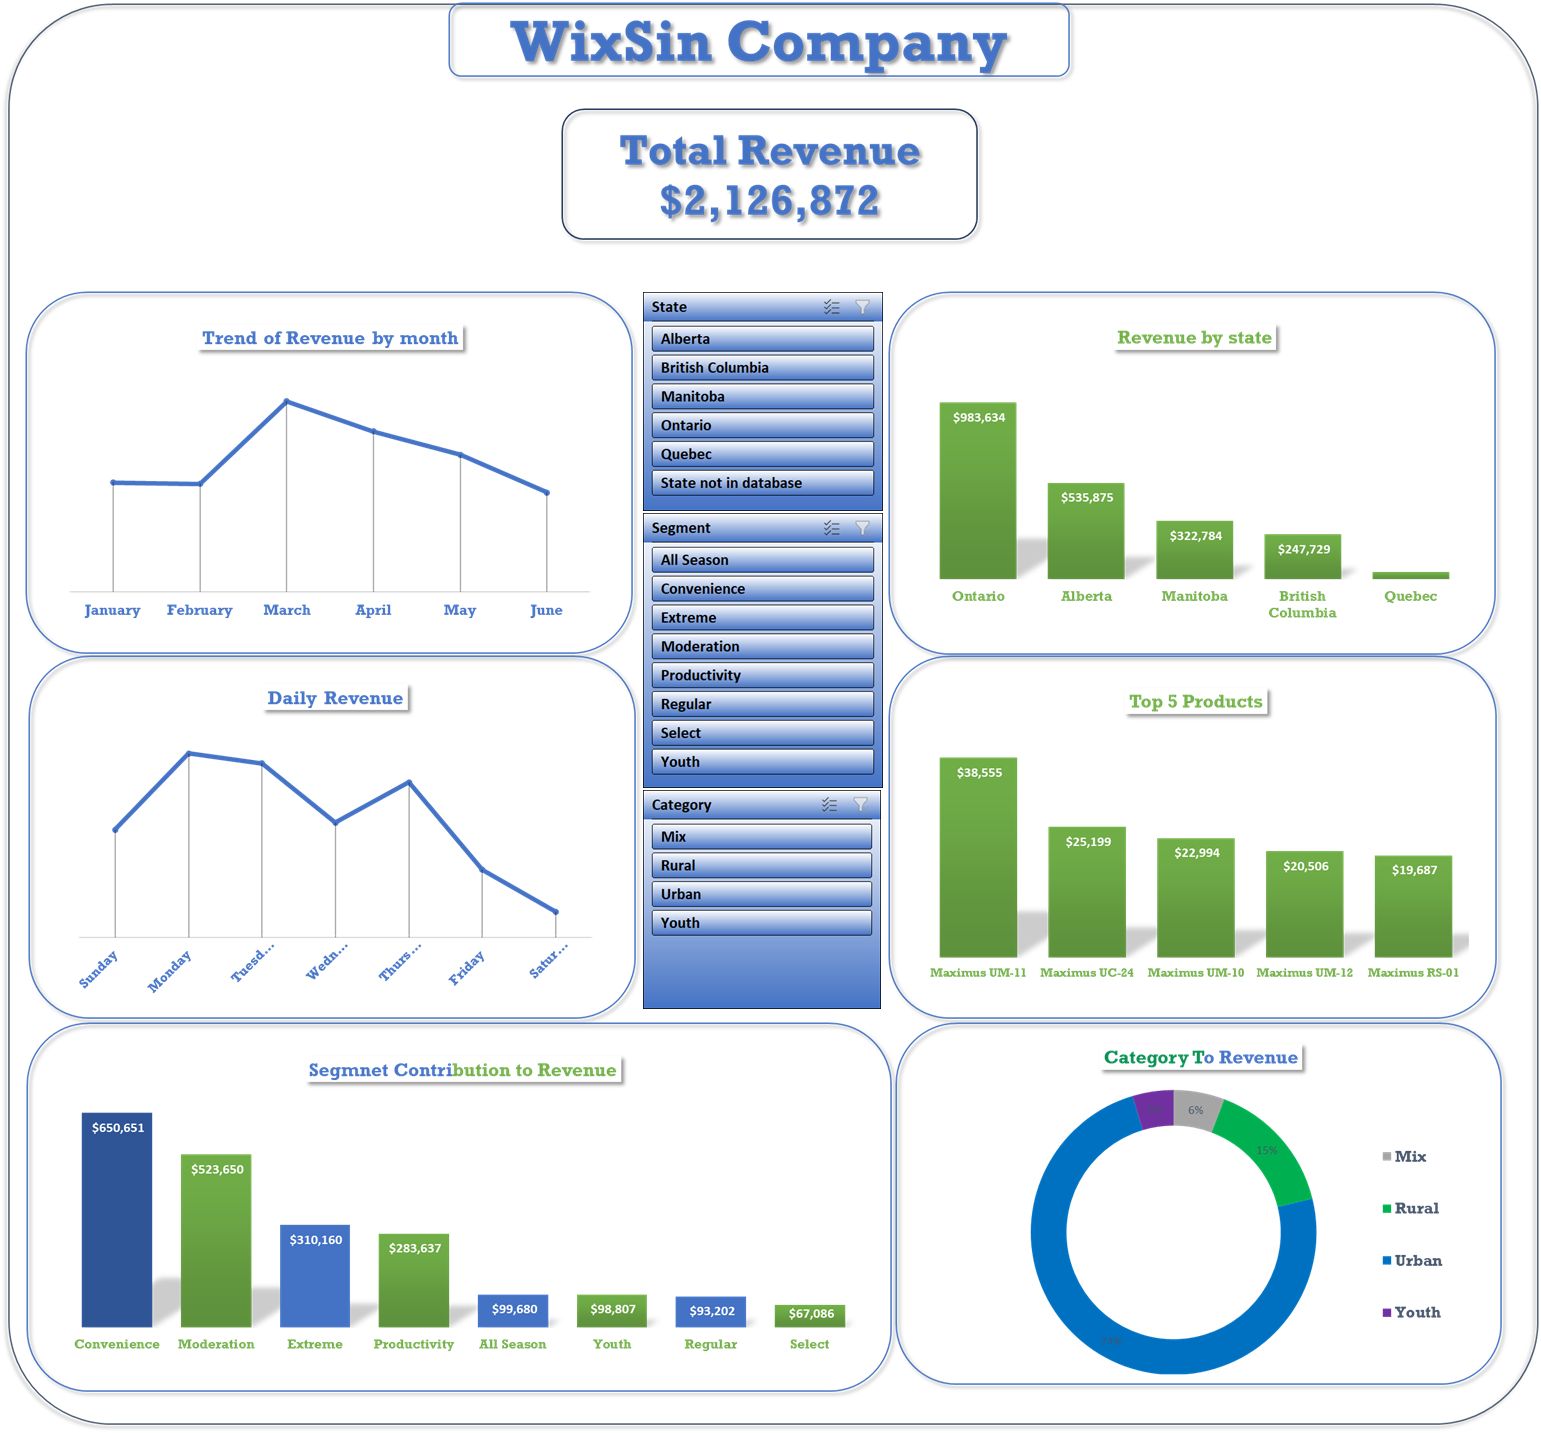 WixSin Company
Total Revenue
$2,126,872
Trend of Revenue by month
January February March April May June
State
Alberta
British Columbia
Manitoba
Ontario
Quebec
State not in database
Revenue by state
$983,634
$535,875
$322,784
$247,729
Ontario Alberta Manitoba British Columbia Quebec
Daily Revenue
Sunday
Monday
Tuesd...
Wedn...
Thurs...
Friday
Satur...
Segment
All Season
Convenience
Extreme
Moderation
Productivity
Regular
Select
Youth
Category
Mix
Rural
Urban
Youth
Top 5 Products
$38,555
$25,199
$22,994
$20,506
$19,687
Maximus UM-11 Maximus UC-24 Maximus UM-10 Maximus UM-12 Maximus RS-01
Segmnet Contribution to Revenue
$650,651
$523,650
$310,160
$283,637
$99,680
$98,807
$93,202
$67,086
Convenience Moderation Extreme Productivity All Season Youth Regular Select
Category To Revenue
6%
15%
Mix
Rural
Urban
Youth